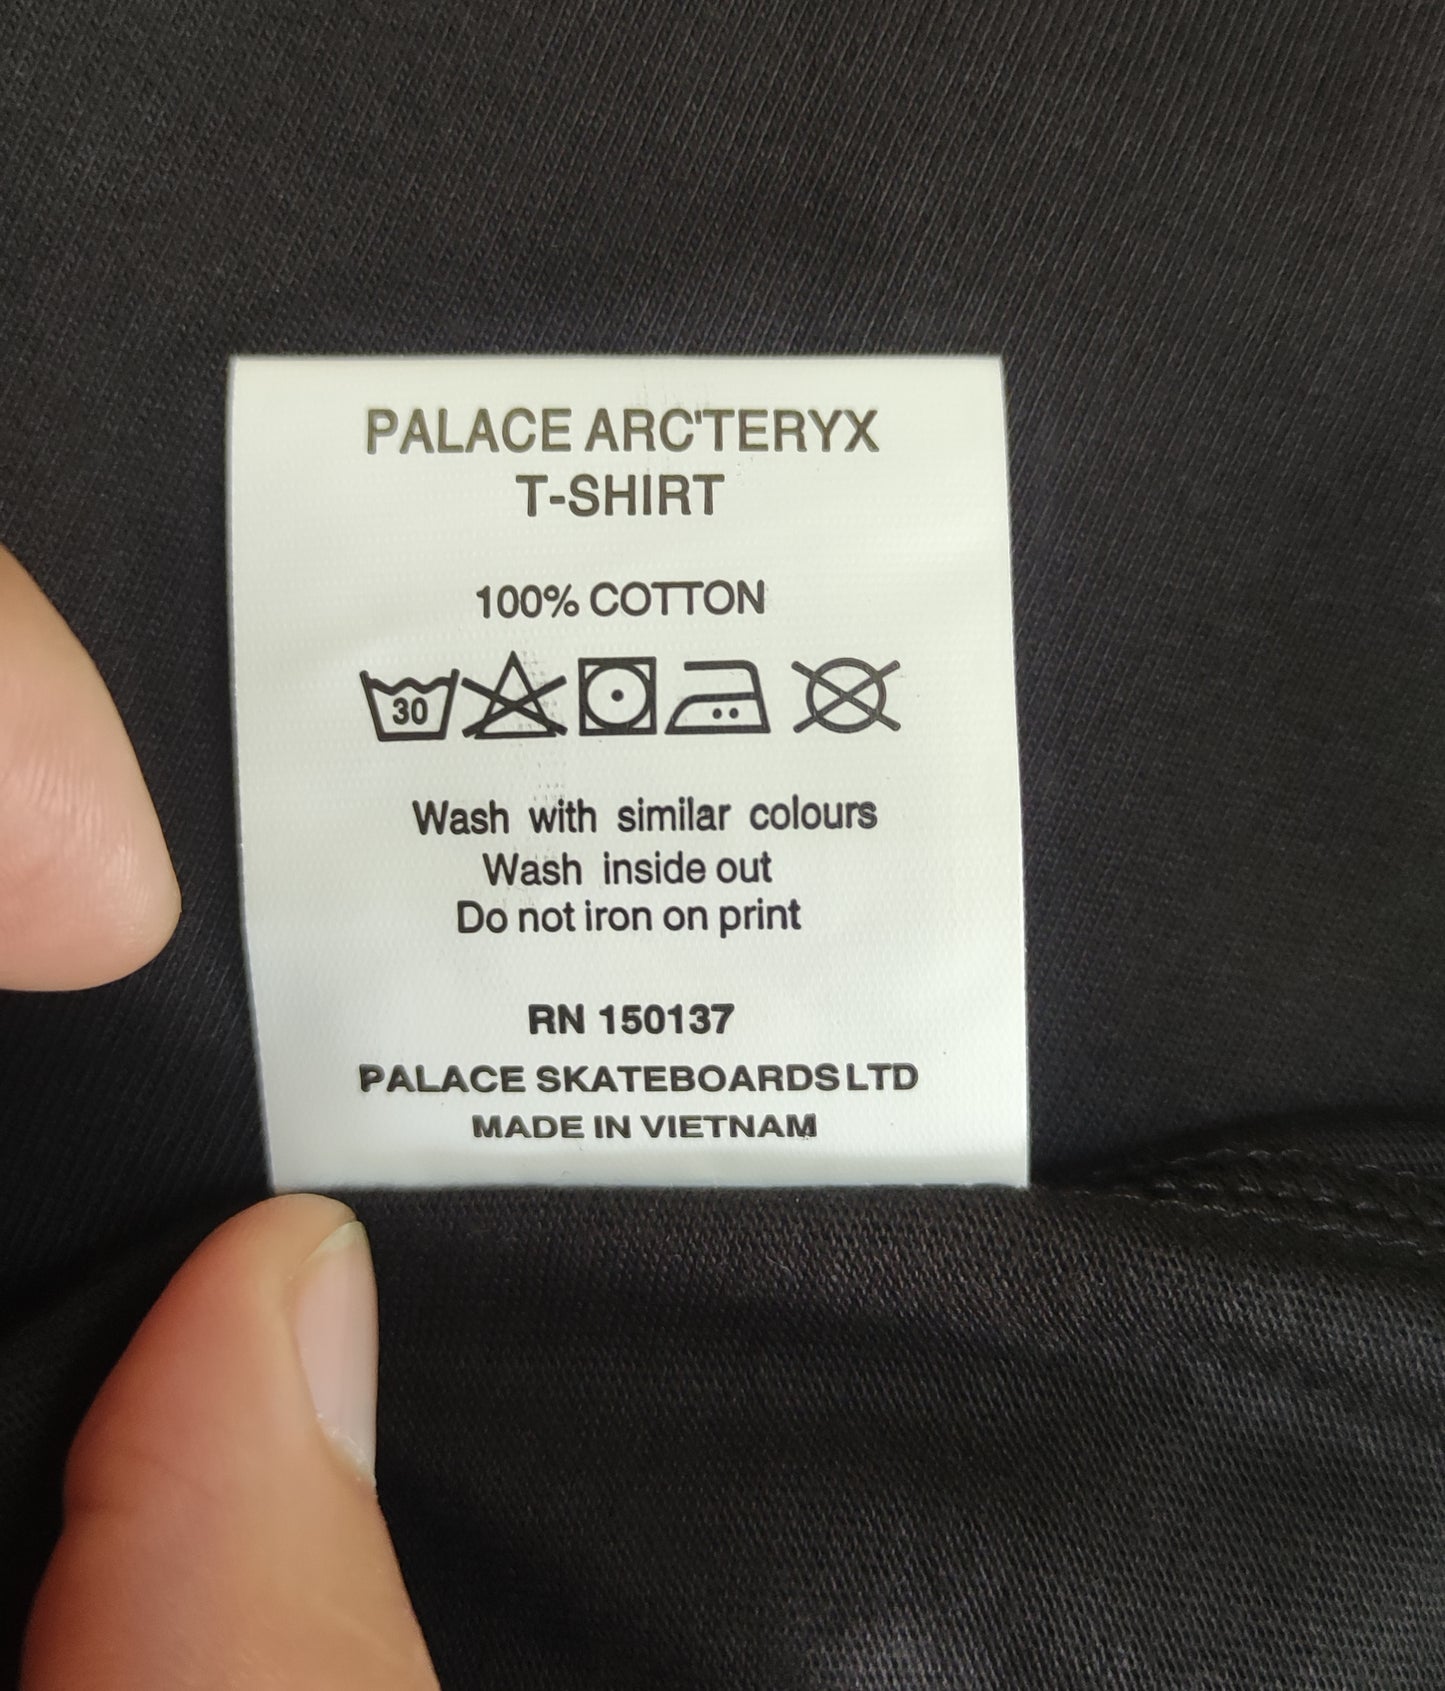 PALACE ARC'TERYX
T-SHIRT
100% COTTON
30
Wash with similar colours
Wash inside out
Do not iron on print
RN 150137
PALACE SKATEBOARDS LTD
MADE IN VIETNAM